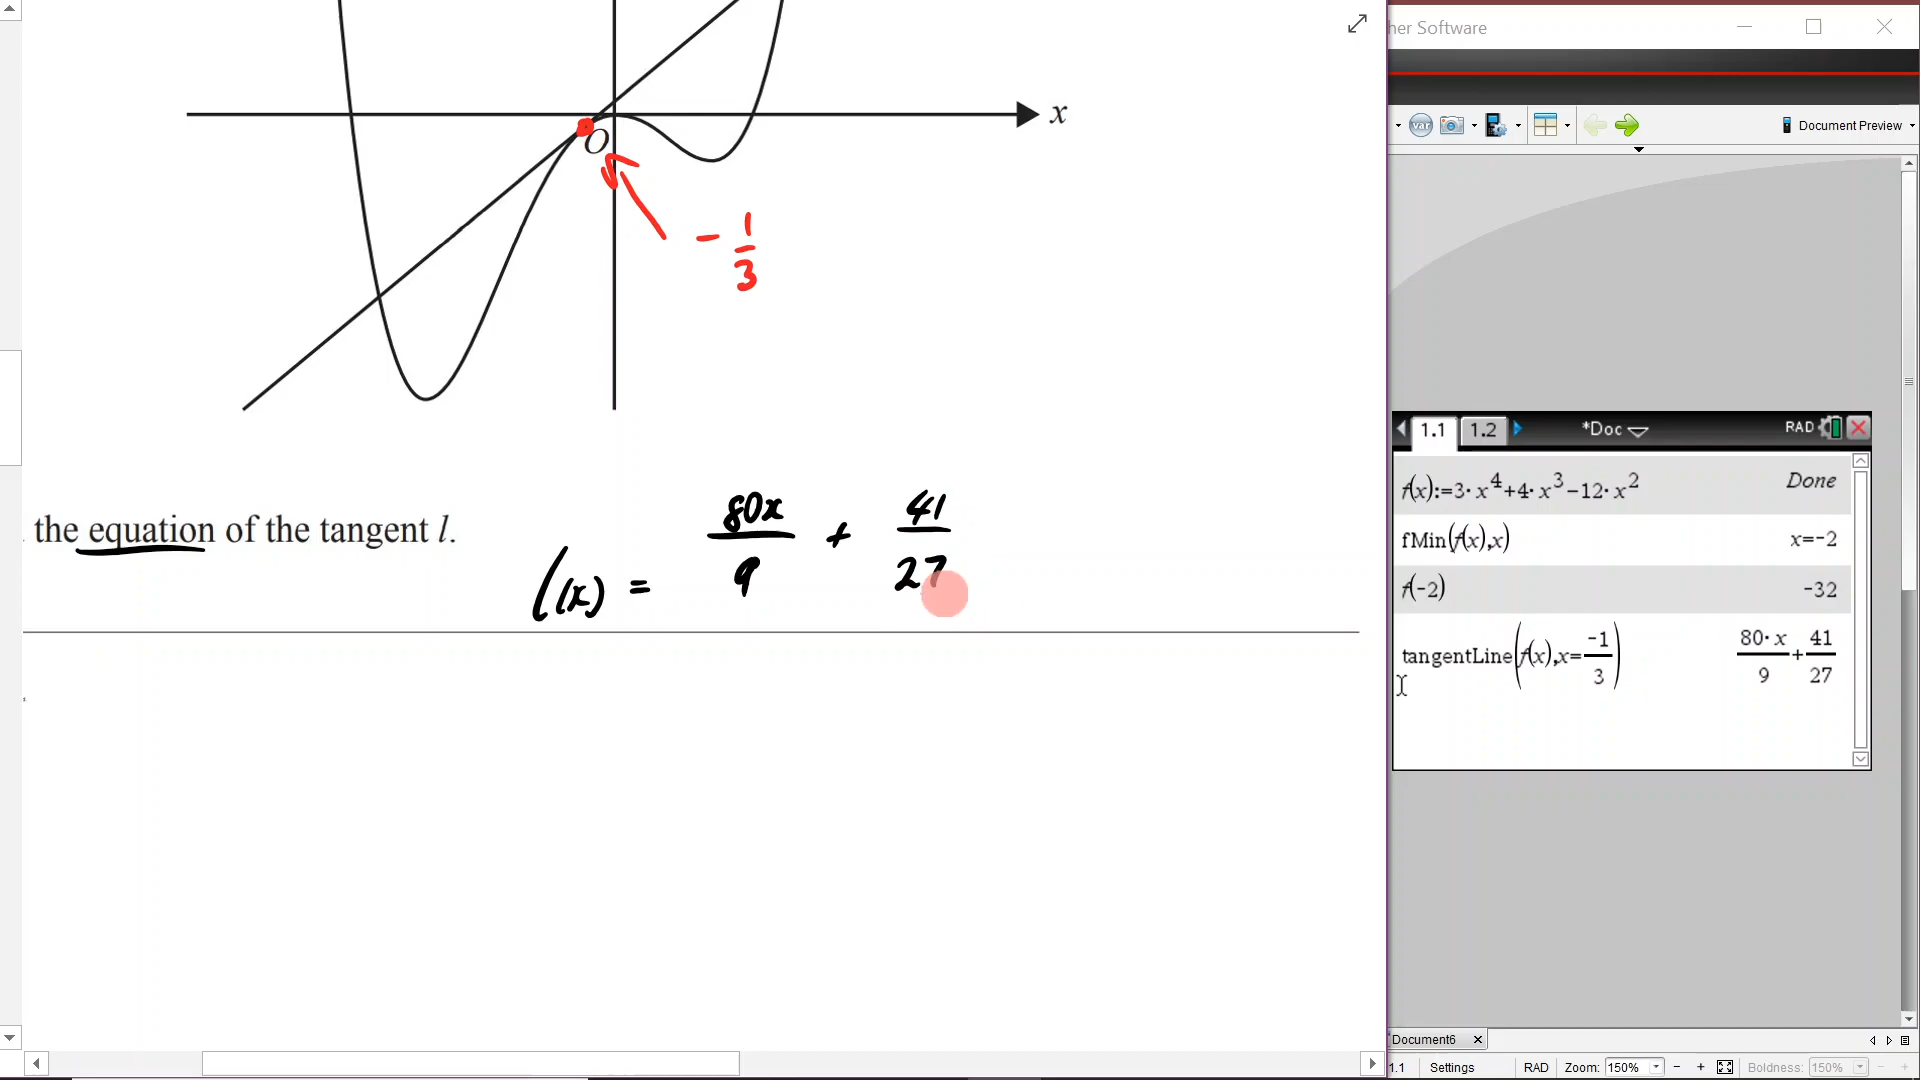 her Software
x
O
Document Preview
- 1/3
1.1 1.2 *Doc RAD
f(x):=3·x^4+4·x^3−12·x^2 Done
fMin(f(x),x) x=−2
f(−2) −32
tangentLine(f(x),x=−1/3) 80·x/9+41/27
the equation of the tangent l.
l(x) = 80x/9 + 41/27
Document6
1.1 Settings RAD Zoom: 150% − + Boldness: 150% − +